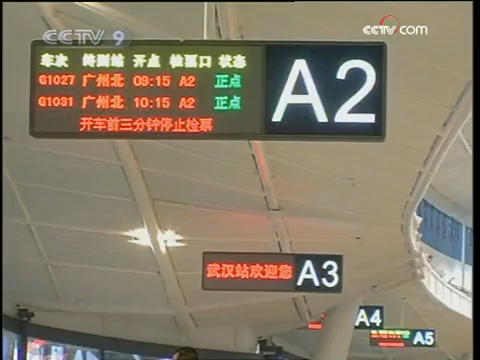 CCTV 9
CCTV.com
车次 终到站 开点 检票口 状态
G1027 广州北 09:15 A2 正点
G1031 广州北 10:15 A2 正点
开车前三分钟停止检票
A2
武汉站欢迎您 A3
A4
A5